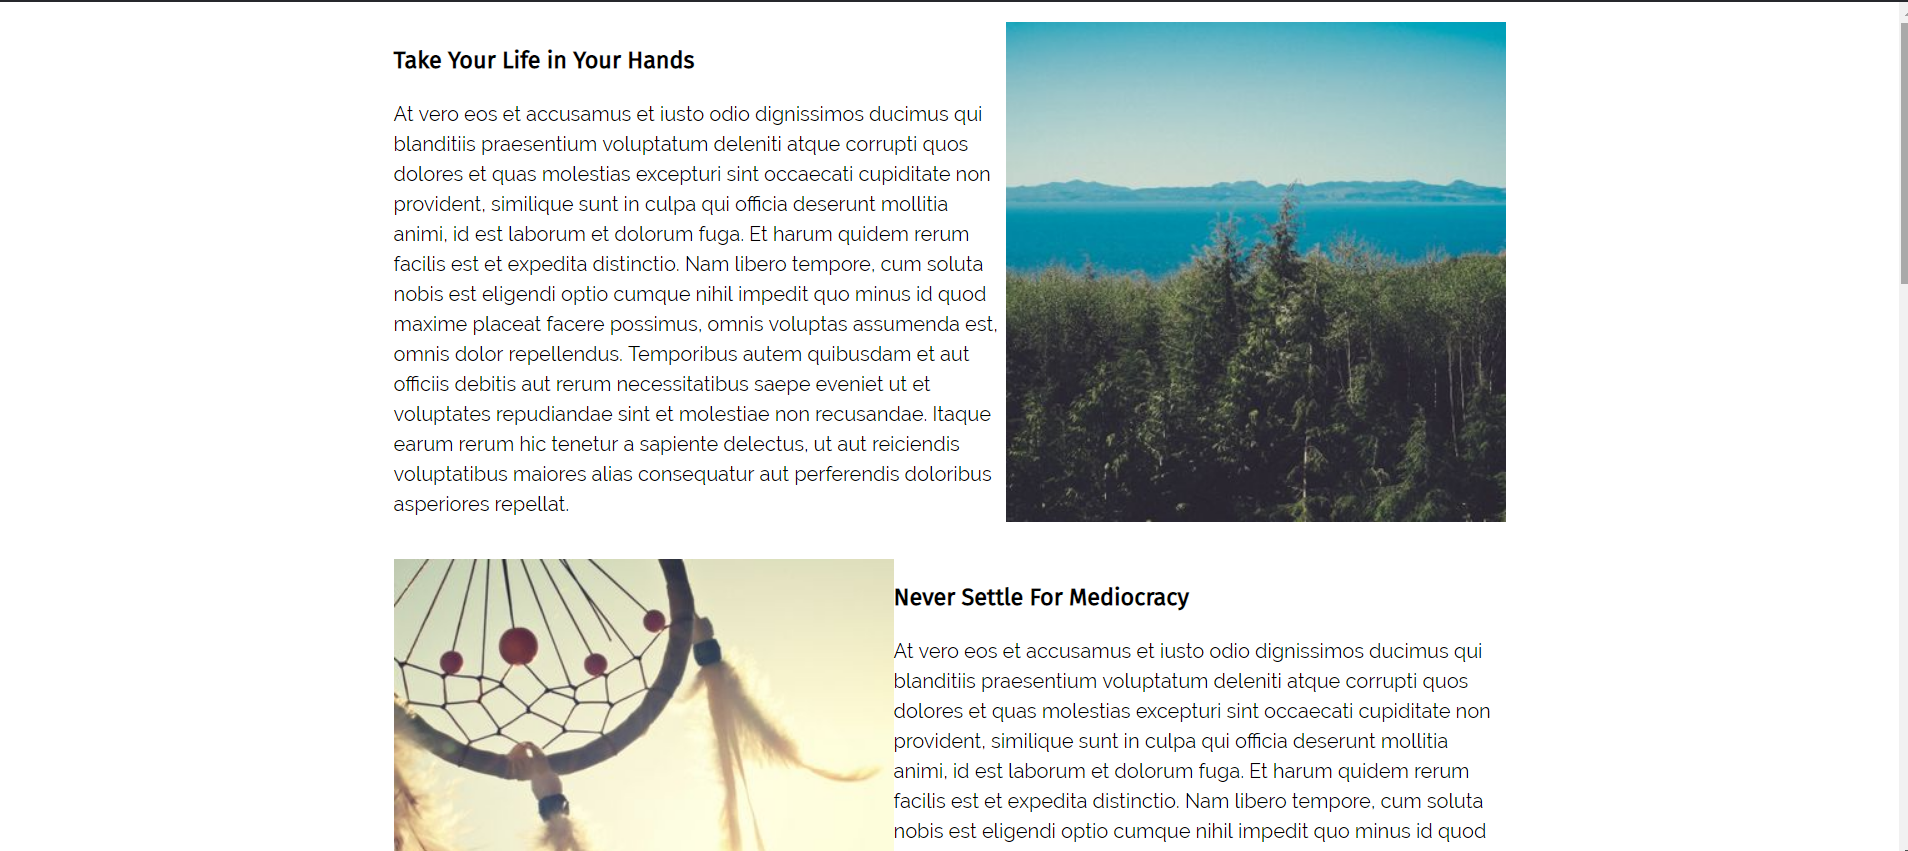 Take Your Life in Your Hands
At vero eos et accusamus et iusto odio dignissimos ducimus qui
blanditiis praesentium voluptatum deleniti atque corrupti quos
dolores et quas molestias excepturi sint occaecati cupiditate non
provident, similique sunt in culpa qui officia deserunt mollitia
animi, id est laborum et dolorum fuga. Et harum quidem rerum
facilis est et expedita distinctio. Nam libero tempore, cum soluta
nobis est eligendi optio cumque nihil impedit quo minus id quod
maxime placeat facere possimus, omnis voluptas assumenda est,
omnis dolor repellendus. Temporibus autem quibusdam et aut
officiis debitis aut rerum necessitatibus saepe eveniet ut et
voluptates repudiandae sint et molestiae non recusandae. Itaque
earum rerum hic tenetur a sapiente delectus, ut aut reiciendis
voluptatibus maiores alias consequatur aut perferendis doloribus
asperiores repellat.
Never Settle For Mediocracy
At vero eos et accusamus et iusto odio dignissimos ducimus qui
blanditiis praesentium voluptatum deleniti atque corrupti quos
dolores et quas molestias excepturi sint occaecati cupiditate non
provident, similique sunt in culpa qui officia deserunt mollitia
animi, id est laborum et dolorum fuga. Et harum quidem rerum
facilis est et expedita distinctio. Nam libero tempore, cum soluta
nobis est eligendi optio cumque nihil impedit quo minus id quod